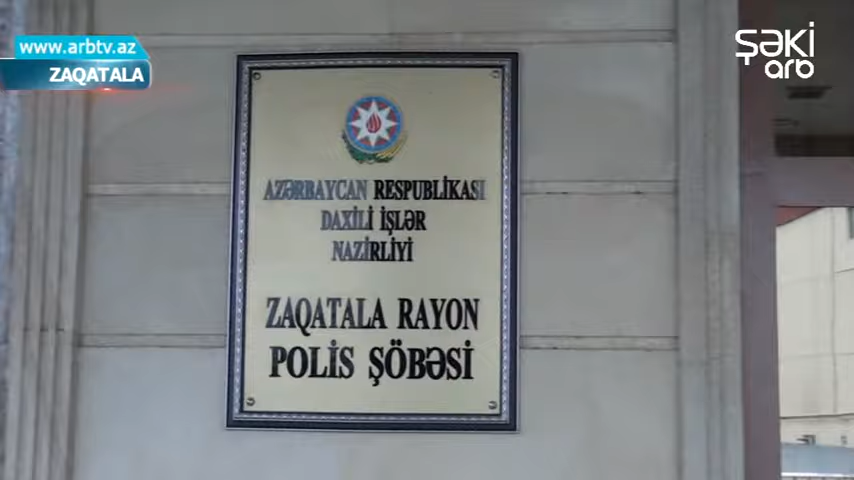 www.arbtv.az
ZAQATALA
ŞƏKİ
arb
AZƏRBAYCAN RESPUBLİKASI
DAXİLİ İŞLƏR
NAZİRLİYİ
ZAQATALA RAYON
POLİS ŞÖBƏSİ